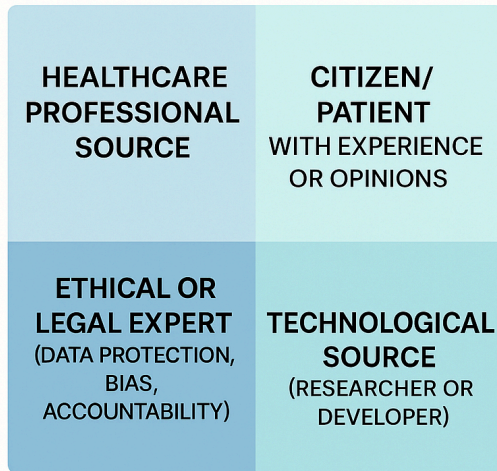 HEALTHCARE
PROFESSIONAL
SOURCE
CITIZEN/
PATIENT
WITH EXPERIENCE
OR OPINIONS
ETHICAL OR
LEGAL EXPERT
(DATA PROTECTION,
BIAS,
ACCOUNTABILITY)
TECHNOLOGICAL
SOURCE
(RESEARCHER OR
DEVELOPER)